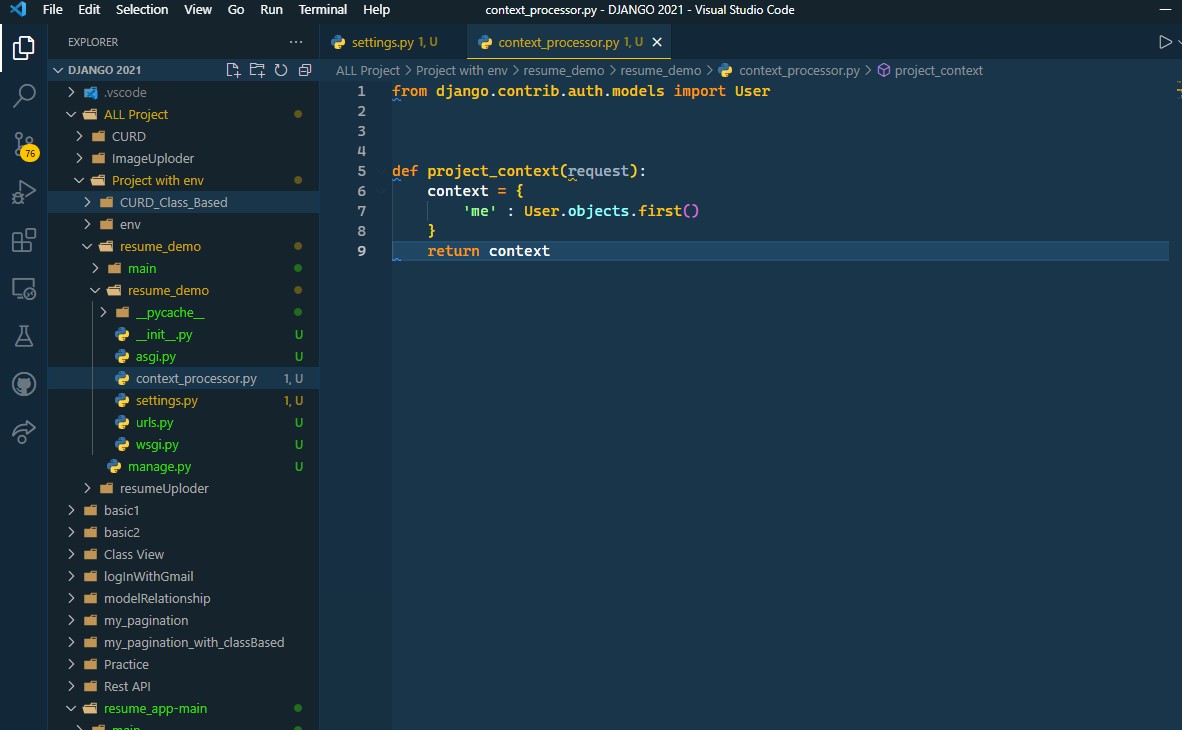 File Edit Selection View Go Run Terminal Help context_processor.py - DJANGO 2021 - Visual Studio Code
EXPLORER
settings.py 1, U
context_processor.py 1, U
DJANGO 2021
ALL Project > Project with env > resume_demo > resume_demo > context_processor.py > project_context
.vscode
ALL Project
CURD
76
ImageUploder
Project with env
CURD_Class_Based
env
resume_demo
main
resume_demo
__pycache__
__init__.py U
asgi.py U
context_processor.py 1, U
settings.py 1, U
urls.py U
wsgi.py U
manage.py U
resumeUploder
basic1
basic2
Class View
logInWithGmail
modelRelationship
my_pagination
my_pagination_with_classBased
Practice
Rest API
resume_app-main
main
1 from django.contrib.auth.models import User
2
3
4
5 def project_context(request):
6 context = {
7 'me' : User.objects.first()
8 }
9 return context